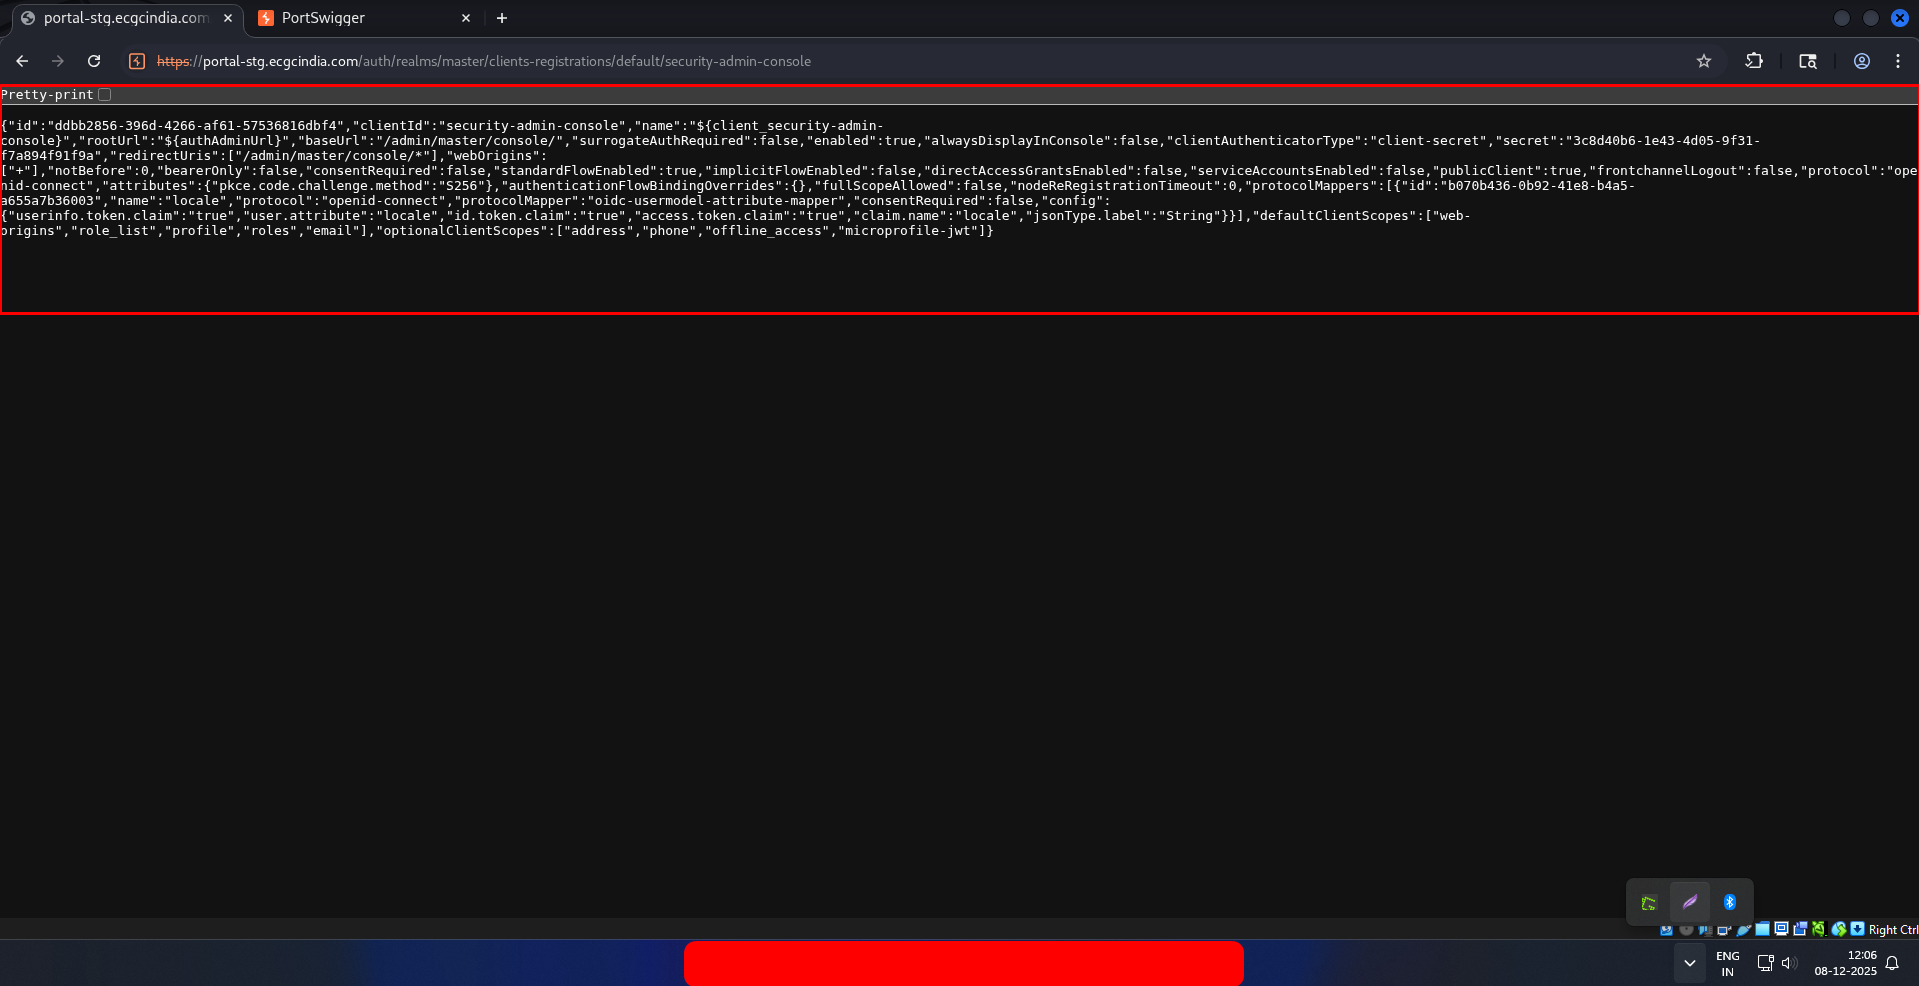 portal-stg.ecgcindia.com
PortSwigger
https://portal-stg.ecgcindia.com/auth/realms/master/clients-registrations/default/security-admin-console
Pretty-print
{"id":"ddbb2856-396d-4266-af61-57536816dbf4","clientId":"security-admin-console","name":"${client_security-admin-
console}","rootUrl":"${authAdminUrl}","baseUrl":"/admin/master/console/","surrogateAuthRequired":false,"enabled":true,"alwaysDisplayInConsole":false,"clientAuthenticatorType":"client-secret","secret":"3c8d40b6-1e43-4d05-9f31-
f7a894f91f9a","redirectUris":["/admin/master/console/*"],"webOrigins":
["+"],"notBefore":0,"bearerOnly":false,"consentRequired":false,"standardFlowEnabled":true,"implicitFlowEnabled":false,"directAccessGrantsEnabled":false,"serviceAccountsEnabled":false,"publicClient":true,"frontchannelLogout":false,"protocol":"ope
nid-connect","attributes":{"pkce.code.challenge.method":"S256"},"authenticationFlowBindingOverrides":{},"fullScopeAllowed":false,"nodeReRegistrationTimeout":0,"protocolMappers":[{"id":"b070b436-0b92-41e8-b4a5-
a655a7b36003","name":"locale","protocol":"openid-connect","protocolMapper":"oidc-usermodel-attribute-mapper","consentRequired":false,"config":
{"userinfo.token.claim":"true","user.attribute":"locale","id.token.claim":"true","access.token.claim":"true","claim.name":"locale","jsonType.label":"String"}}],"defaultClientScopes":["web-
origins","role_list","profile","roles","email"],"optionalClientScopes":["address","phone","offline_access","microprofile-jwt"]}
Right Ctrl
ENG
IN
12:06
08-12-2025